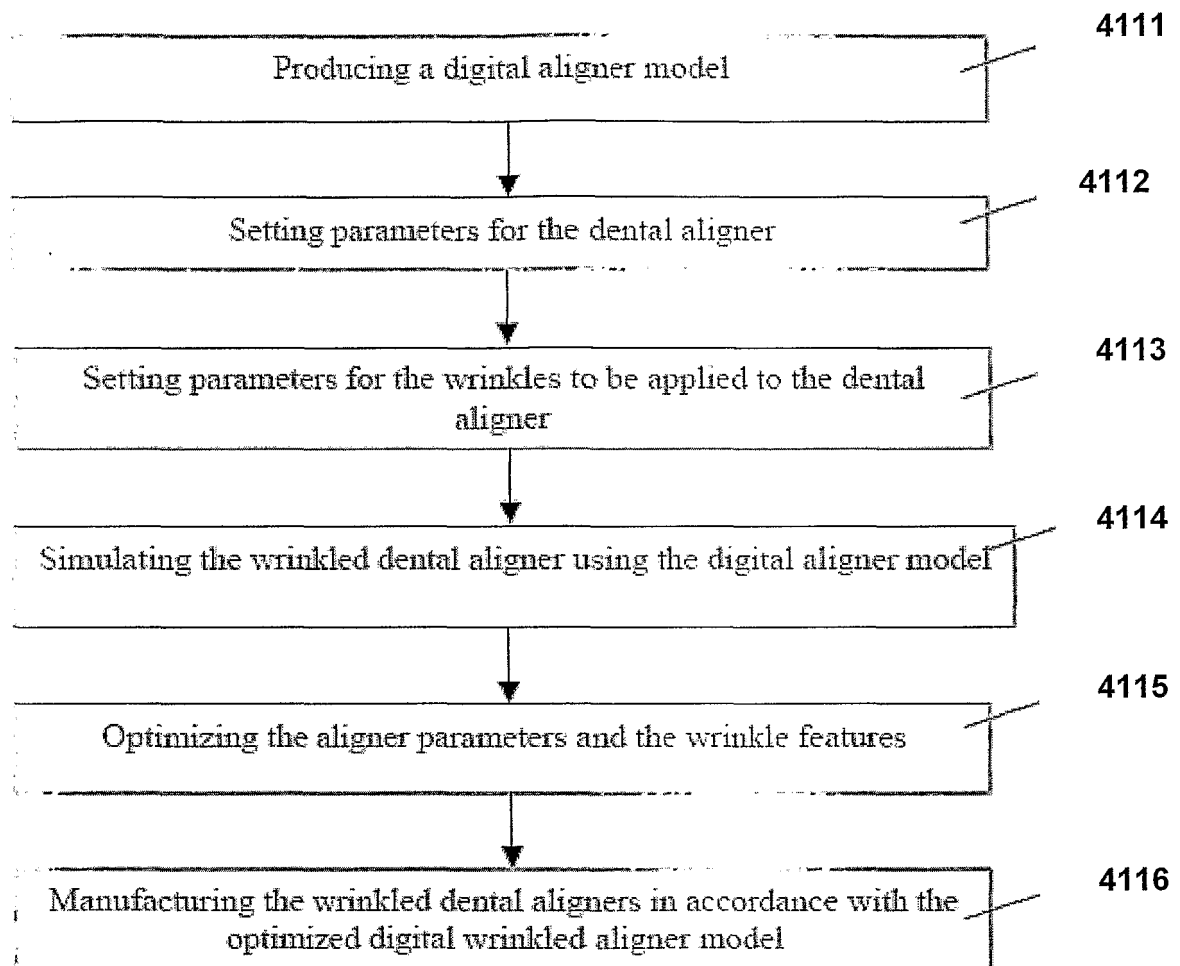 4111
Producing a digital aligner model
4112
Setting parameters for the dental aligner
4113
Setting parameters for the wrinkles to be applied to the dental
aligner
4114
Simulating the wrinkled dental aligner using the digital aligner model
4115
Optimizing the aligner parameters and the wrinkle features
4116
Manufacturing the wrinkled dental aligners in accordance with the
optimized digital wrinkled aligner model